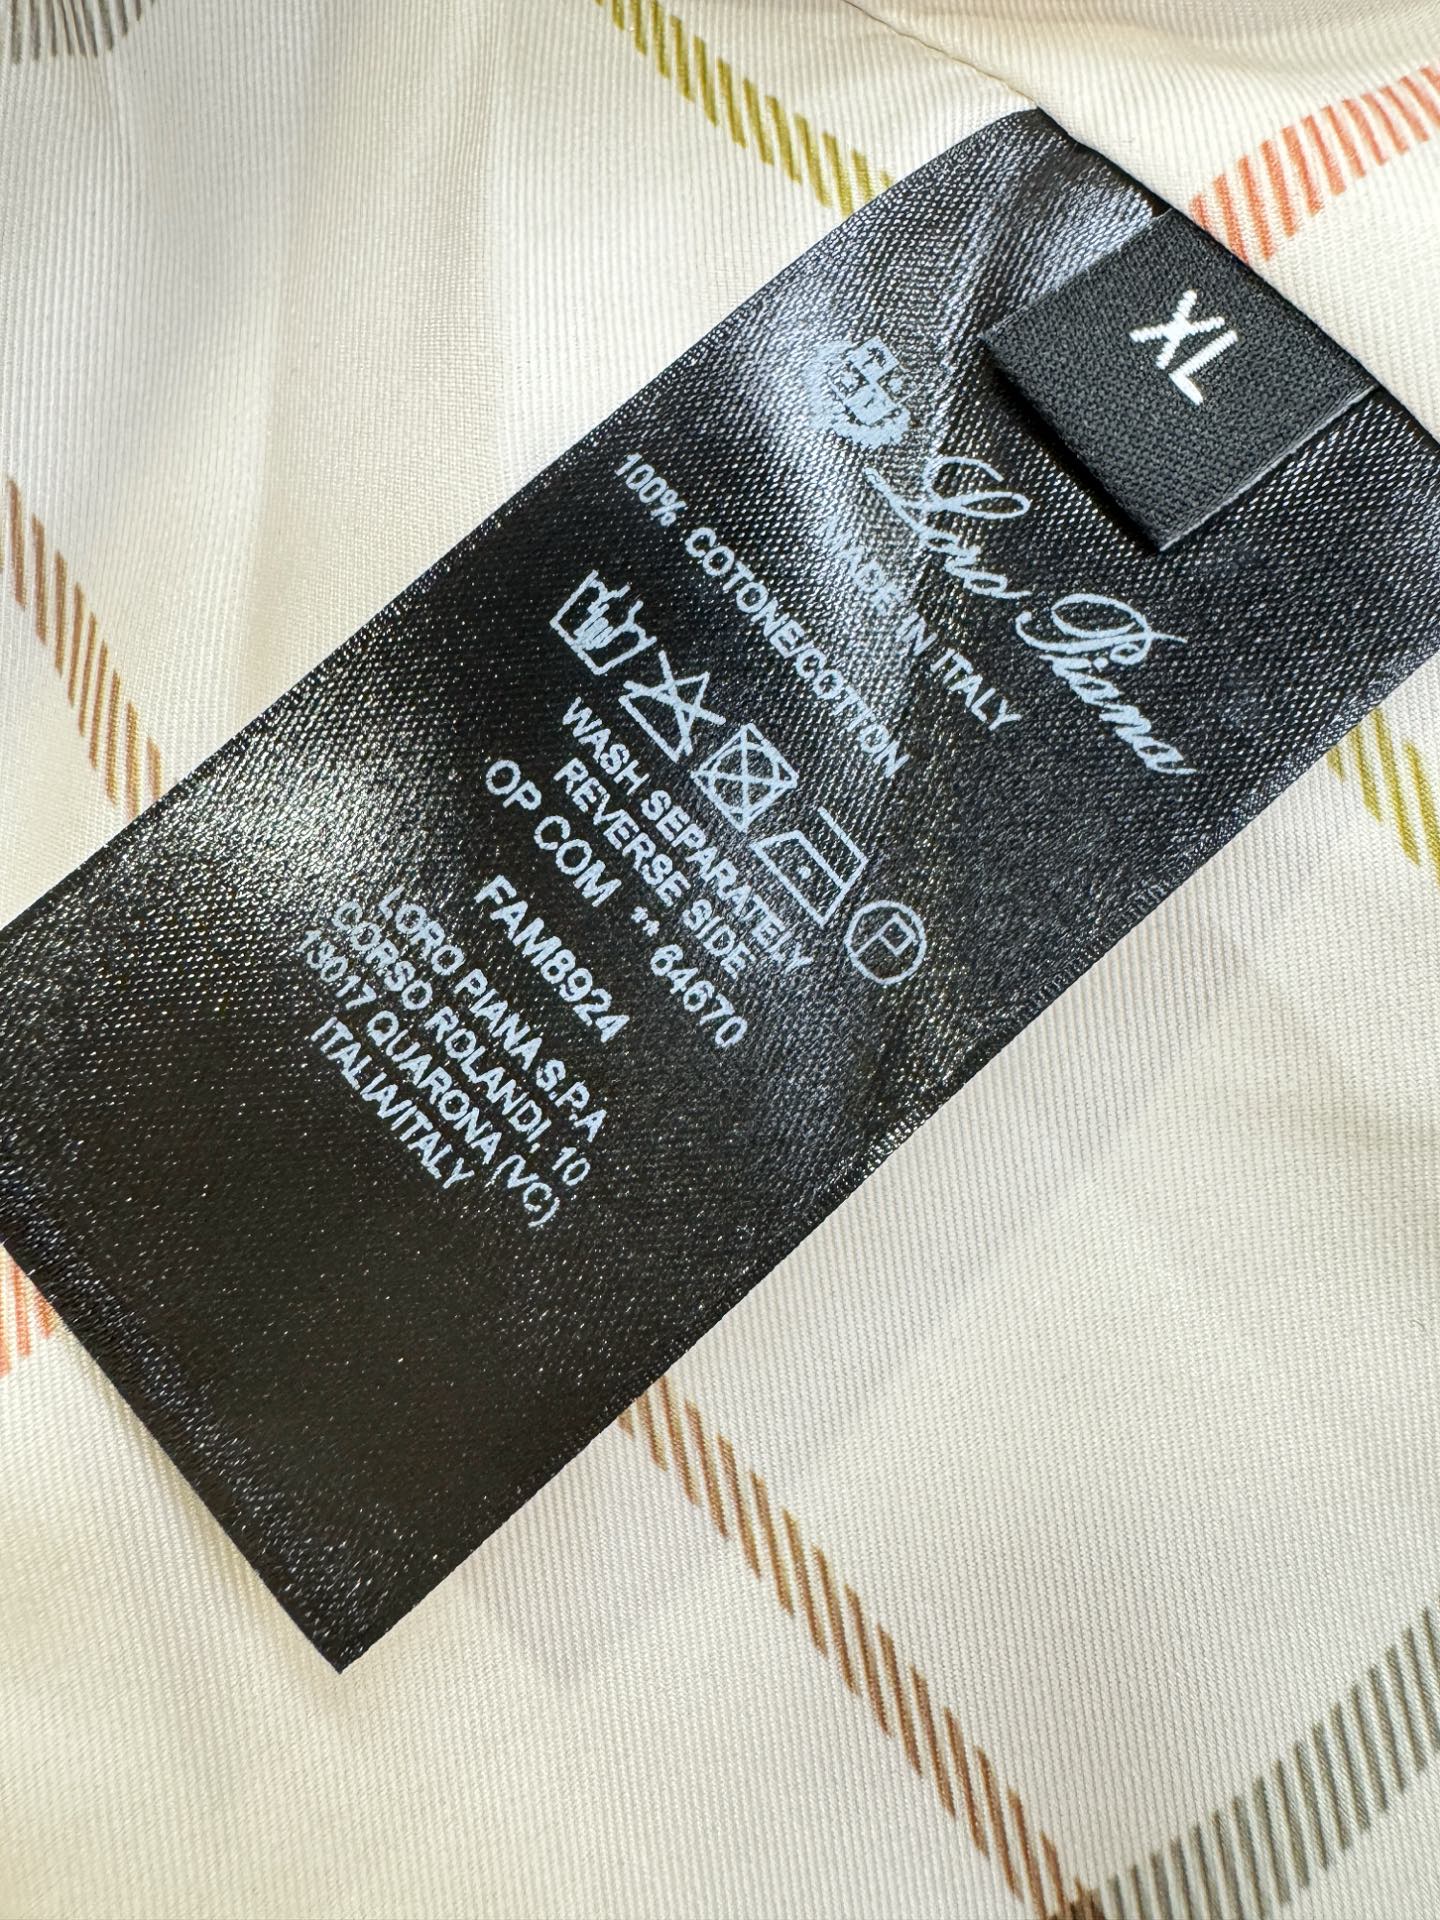 XL
Loro Piana
MADE IN ITALY
100% COTONE/COTTON
P
WASH SEPARATELY
REVERSE SIDE
OP COM ** 64670
FAM8924
LORO PIANA S.P.A
CORSO ROLANDI, 10
13017 QUARONA (VC)
ITALIA/ITALY